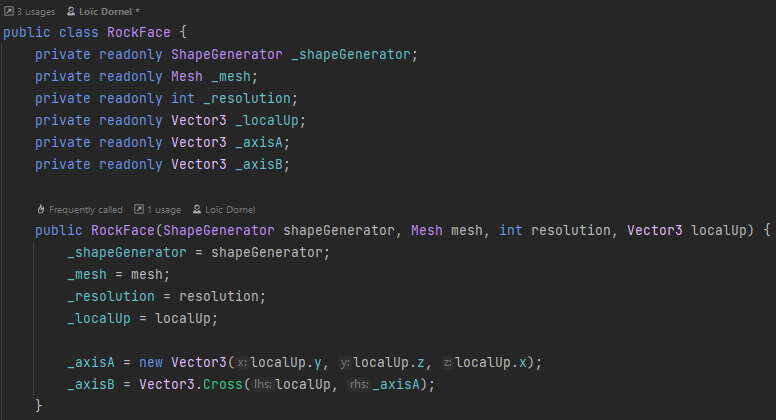 3 usages Loïc Dornel *
public class RockFace {
    private readonly ShapeGenerator _shapeGenerator;
    private readonly Mesh _mesh;
    private readonly int _resolution;
    private readonly Vector3 _localUp;
    private readonly Vector3 _axisA;
    private readonly Vector3 _axisB;
    Frequently called 1 usage Loïc Dornel
    public RockFace(ShapeGenerator shapeGenerator, Mesh mesh, int resolution, Vector3 localUp) {
        _shapeGenerator = shapeGenerator;
        _mesh = mesh;
        _resolution = resolution;
        _localUp = localUp;
        _axisA = new Vector3(x: localUp.y, y: localUp.z, z: localUp.x);
        _axisB = Vector3.Cross(lhs: localUp, rhs: _axisA);
    }